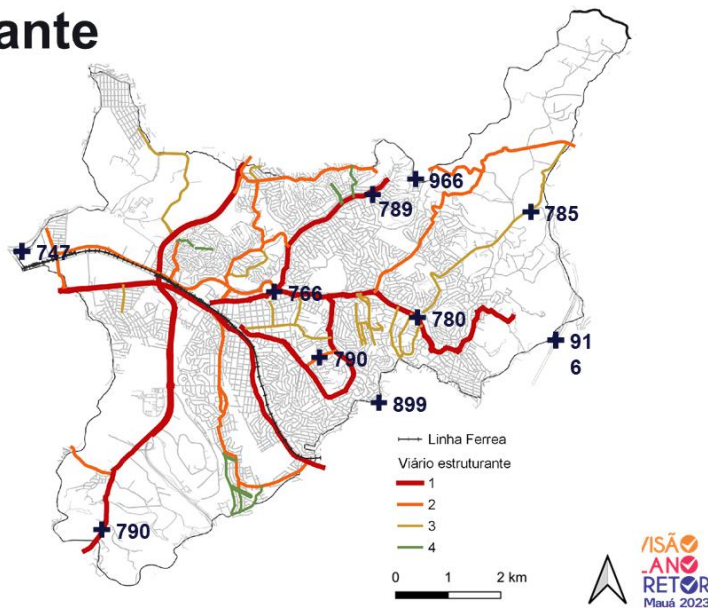 ante
966
789
785
747
766
780
790
91
6
899
Linha Ferrea
Viário estruturante
1
2
3
4
790
0 1 2 km
VISÃO
LANO
RETOR
Mauá 2023